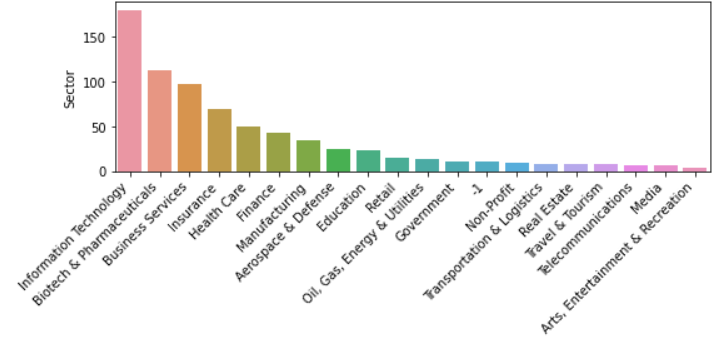 150
100
50
0
Sector
Information Technology
Biotech & Pharmaceuticals
Business Services
Insurance
Health Care
Finance
Manufacturing
Aerospace & Defense
Education
Retail
Oil, Gas, Energy & Utilities
Government
-1
Non-Profit
Transportation & Logistics
Real Estate
Travel & Tourism
Telecommunications
Media
Arts, Entertainment & Recreation